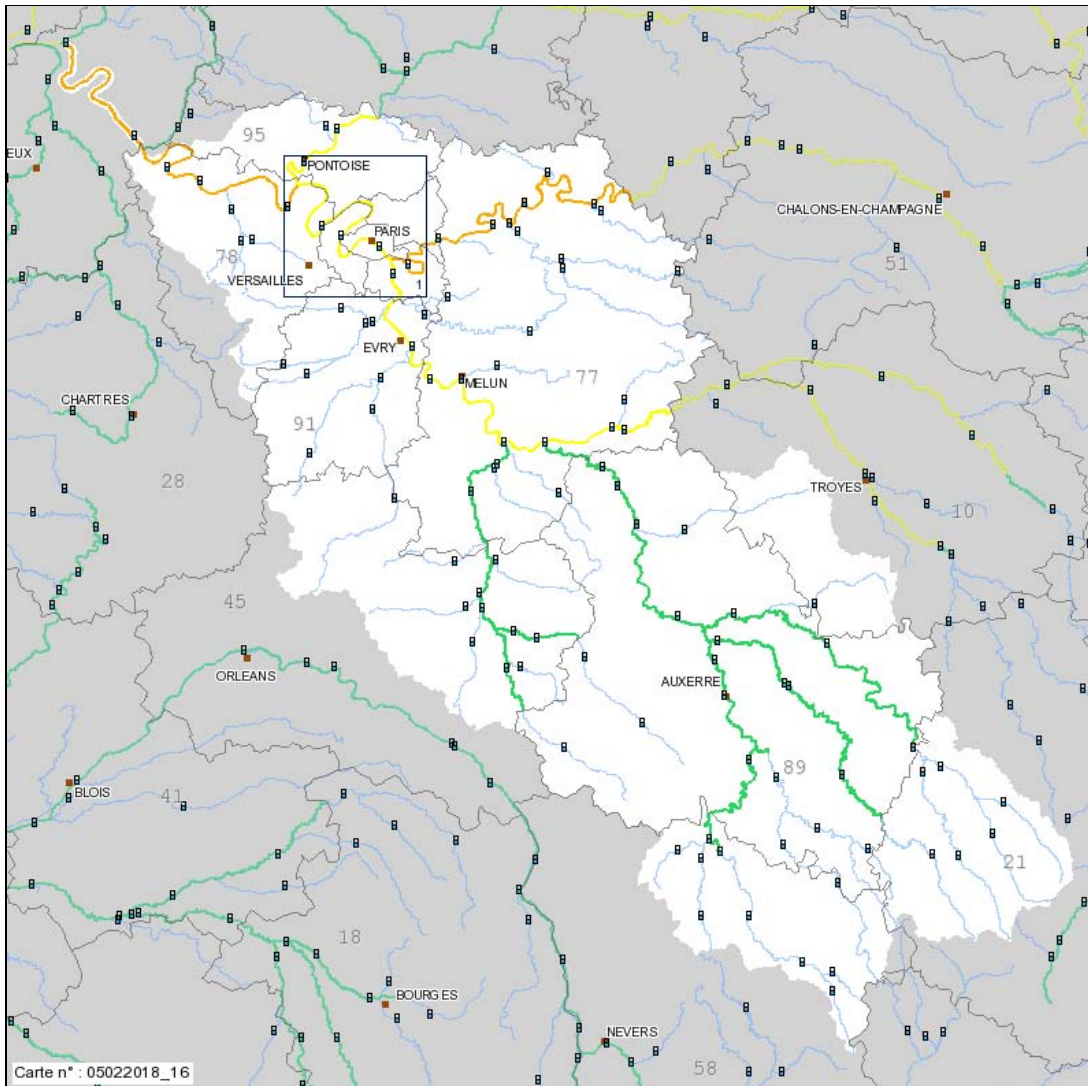 95
PONTOISE
EUX
CHALONS-EN-CHAMPAGNE
PARIS
51
78
VERSAILLES
1
EVRY
MELUN
77
CHARTRES
91
28
TROYES
10
45
ORLEANS
AUXERRE
89
BLOIS
41
21
18
BOURGES
NEVERS
58
Carte n° : 05022018_16